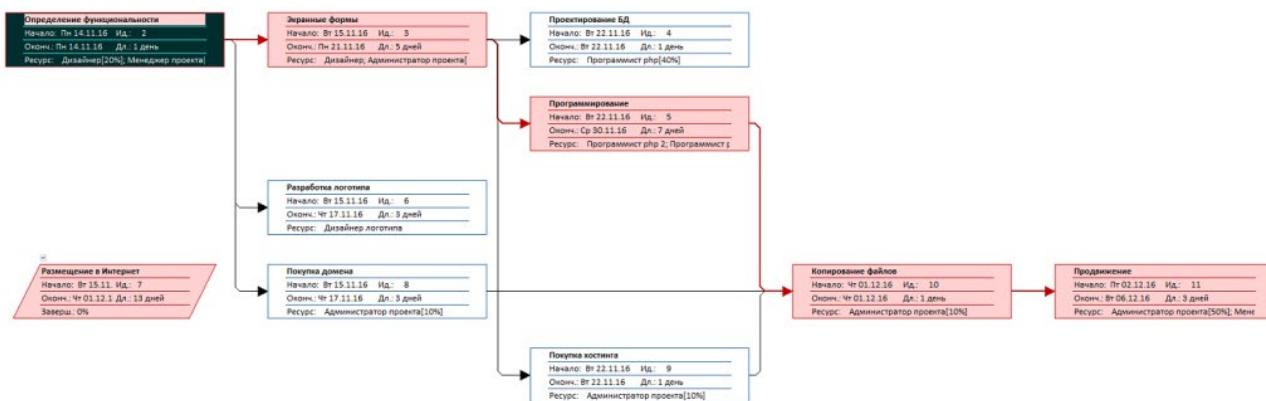 Определение функциональности
Начало: Пн 14.11.16 Ид.: 2
Оконч.: Пн 14.11.16 Дл.: 1 день
Ресурс: Дизайнер[20%]; Менеджер проекта[
Экранные формы
Начало: Вт 15.11.16 Ид.: 3
Оконч.: Пн 21.11.16 Дл.: 5 дней
Ресурс: Дизайнер; Администратор проекта[
Проектирование БД
Начало: Вт 22.11.16 Ид.: 4
Оконч.: Вт 22.11.16 Дл.: 1 день
Ресурс: Программист php[40%]
Программирование
Начало: Вт 22.11.16 Ид.: 5
Оконч.: Ср 30.11.16 Дл.: 7 дней
Ресурс: Программист php 2; Программист р
Разработка логотипа
Начало: Вт 15.11.16 Ид.: 6
Оконч.: Чт 17.11.16 Дл.: 3 дней
Ресурс: Дизайнер логотипа
Размещение в Интернет
Начало: Вт 15.11. Ид.: 7
Оконч.: Чт 01.12.1 Дл.: 13 дней
Заверш.: 0%
Покупка домена
Начало: Вт 15.11.16 Ид.: 8
Оконч.: Чт 17.11.16 Дл.: 3 дней
Ресурс: Администратор проекта[10%]
Копирование файлов
Начало: Чт 01.12.16 Ид.: 10
Оконч.: Чт 01.12.16 Дл.: 1 день
Ресурс: Администратор проекта[10%]
Продвижение
Начало: Пт 02.12.16 Ид.: 11
Оконч.: Вт 06.12.16 Дл.: 3 дней
Ресурс: Администратор проекта[50%]; Мене
Покупка хостинга
Начало: Вт 22.11.16 Ид.: 9
Оконч.: Вт 22.11.16 Дл.: 1 день
Ресурс: Администратор проекта[10%]